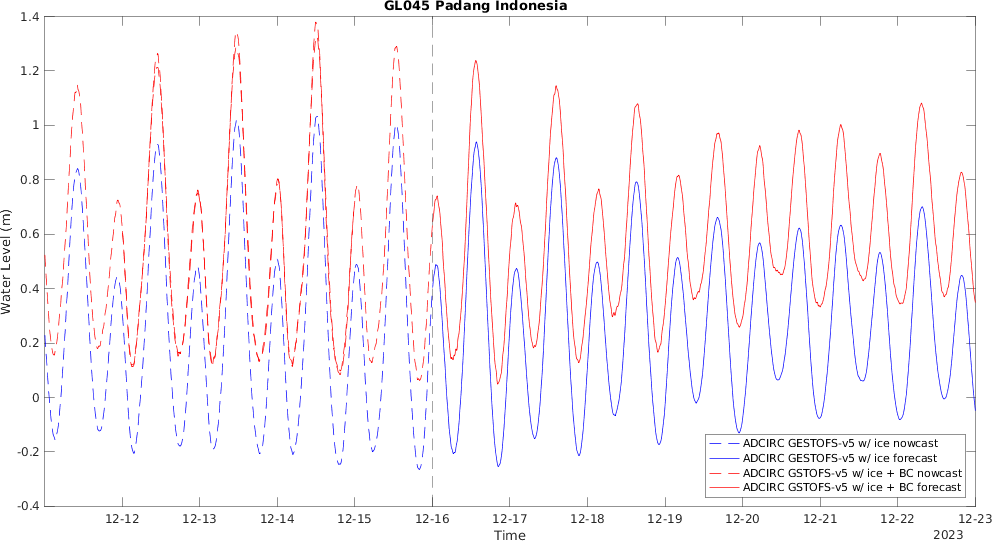 GL045 Padang Indonesia
1.4
1.2
1
0.8
0.6
0.4
0.2
0
-0.2
-0.4
Water Level (m)
ADCIRC GESTOFS-v5 w/ ice nowcast
ADCIRC GESTOFS-v5 w/ ice forecast
ADCIRC GSTOFS-v5 w/ ice + BC nowcast
ADCIRC GSTOFS-v5 w/ ice + BC forecast
12-12 12-13 12-14 12-15 12-16 12-17 12-18 12-19 12-20 12-21 12-22 12-23
Time
2023